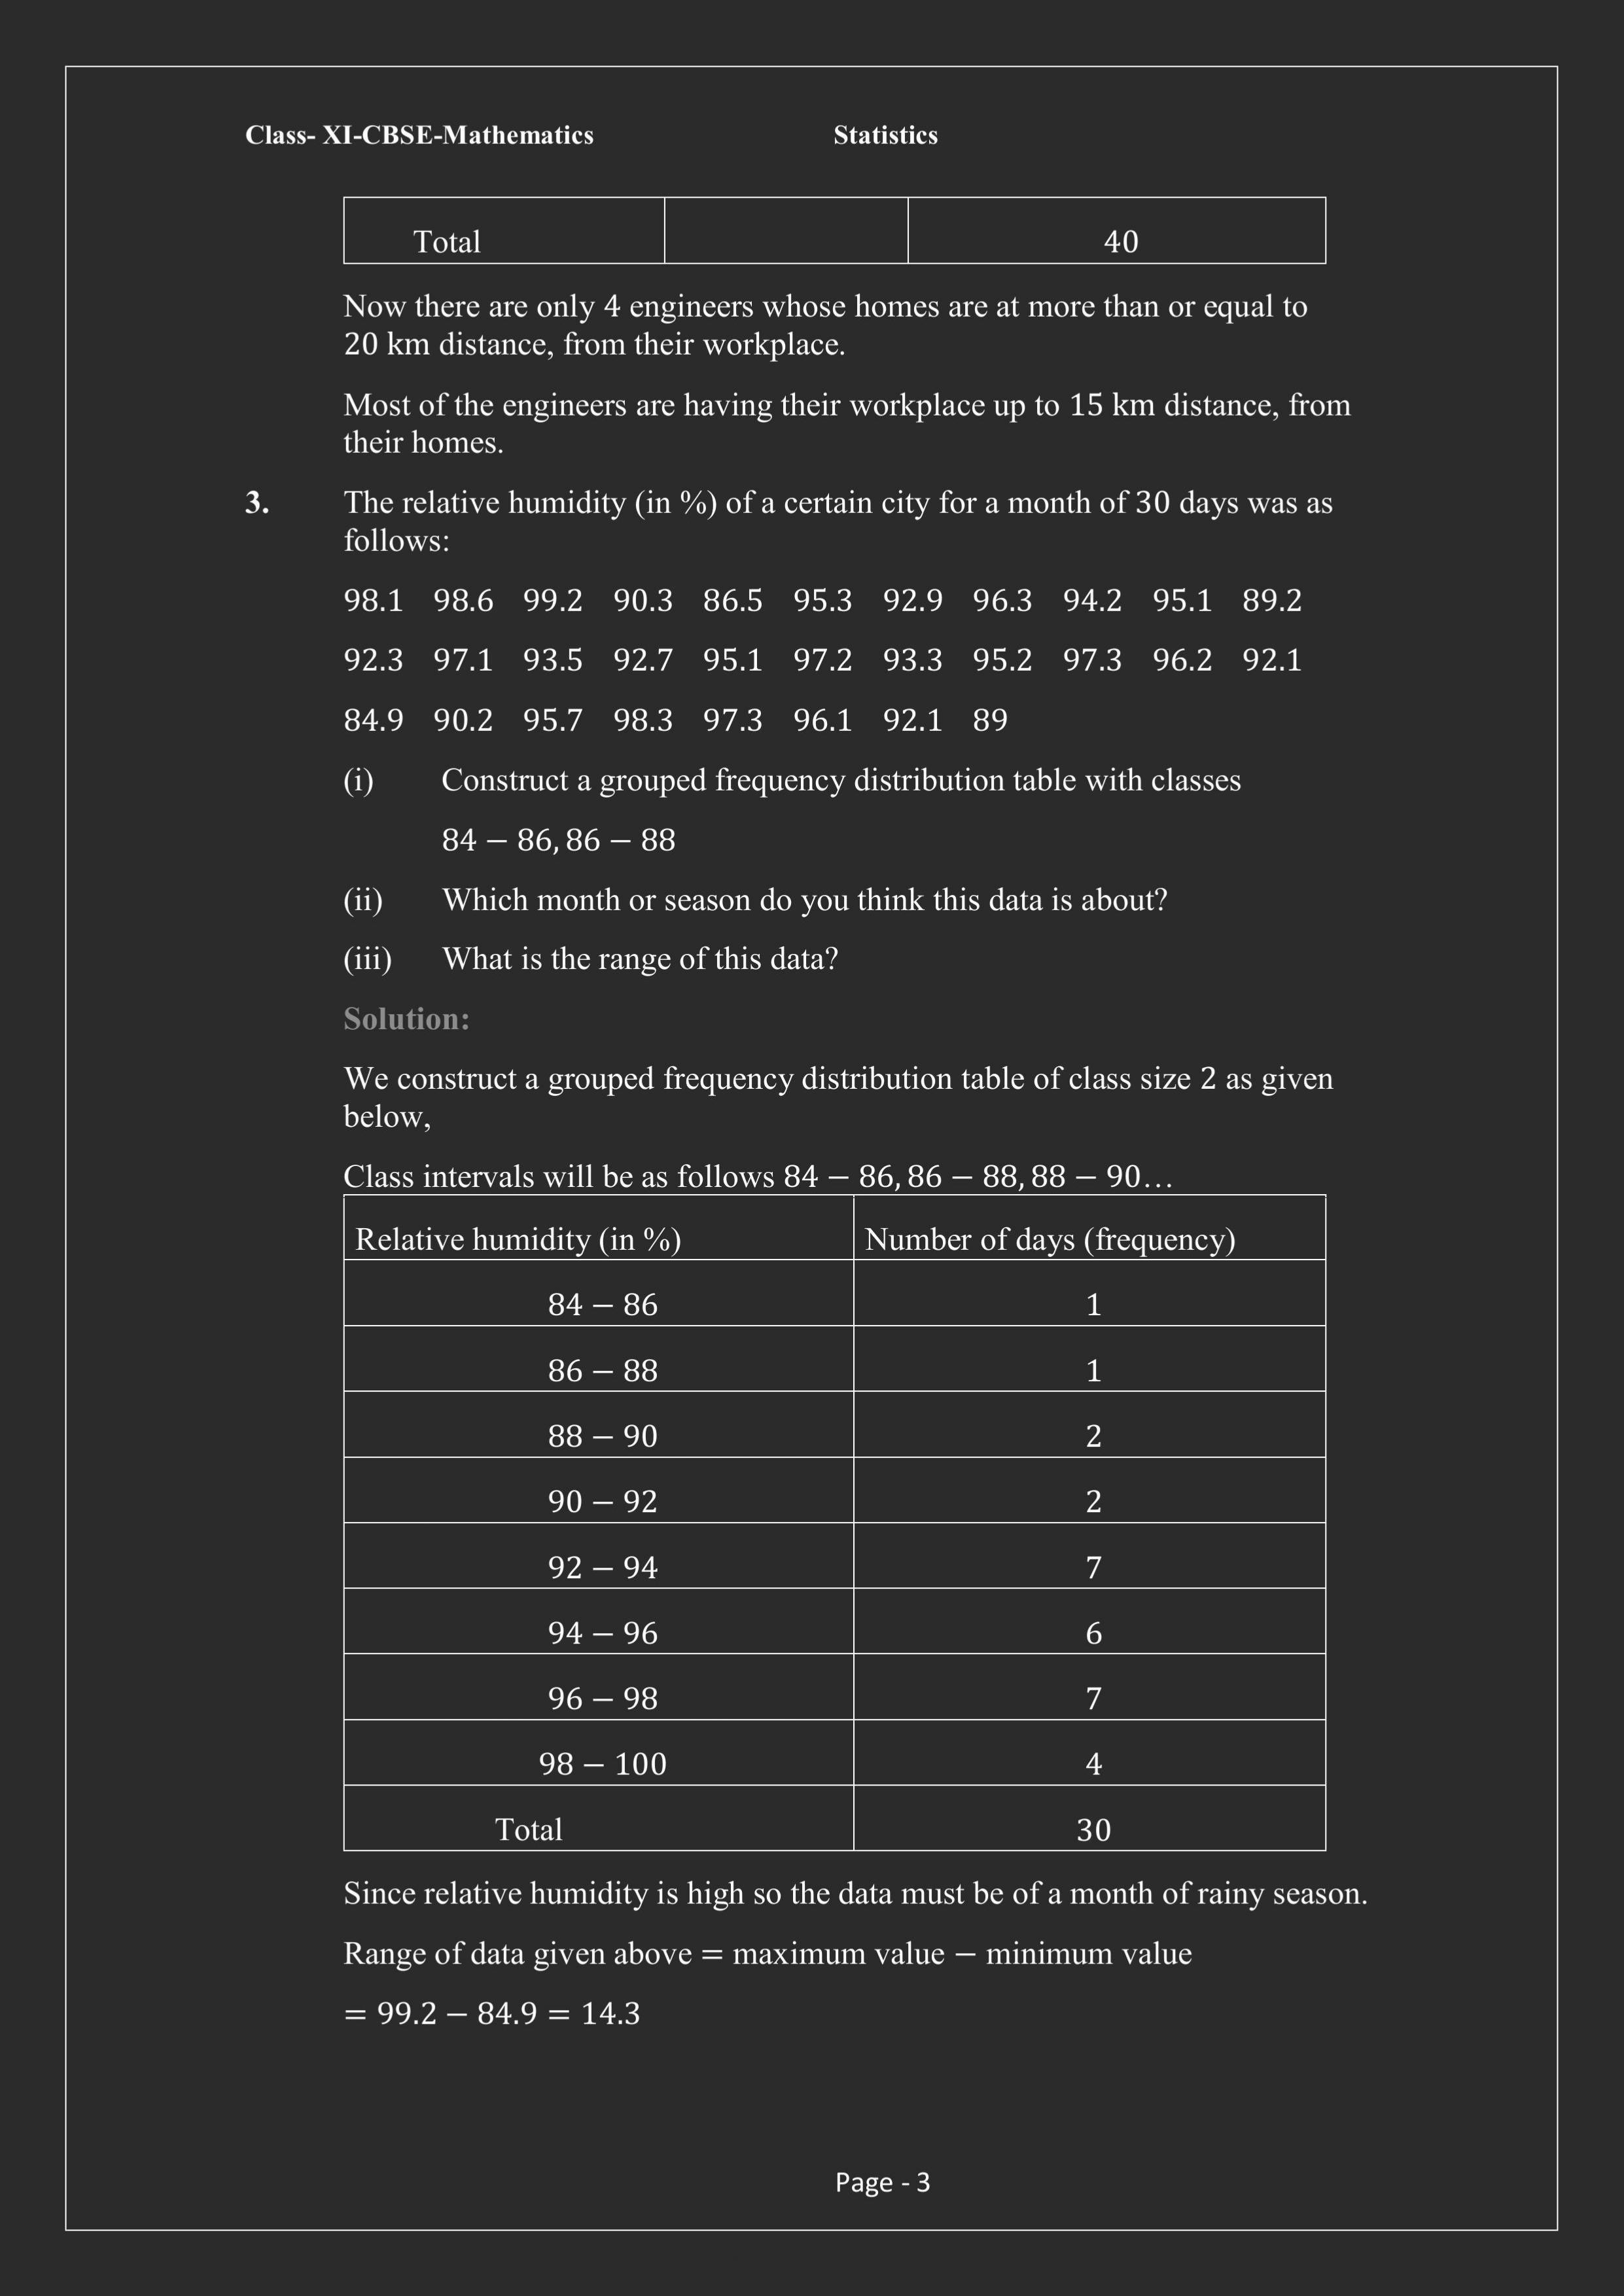 Class- XI-CBSE-Mathematics Statistics
Total 40
Now there are only 4 engineers whose homes are at more than or equal to
20 km distance, from their workplace.
Most of the engineers are having their workplace up to 15 km distance, from
their homes.
3. The relative humidity (in %) of a certain city for a month of 30 days was as
follows:
98.1 98.6 99.2 90.3 86.5 95.3 92.9 96.3 94.2 95.1 89.2
92.3 97.1 93.5 92.7 95.1 97.2 93.3 95.2 97.3 96.2 92.1
84.9 90.2 95.7 98.3 97.3 96.1 92.1 89
(i) Construct a grouped frequency distribution table with classes
84 − 86, 86 − 88
(ii) Which month or season do you think this data is about?
(iii) What is the range of this data?
Solution:
We construct a grouped frequency distribution table of class size 2 as given
below,
Class intervals will be as follows 84 − 86, 86 − 88, 88 − 90…
Relative humidity (in %) Number of days (frequency)
84 − 86 1
86 − 88 1
88 − 90 2
90 − 92 2
92 − 94 7
94 − 96 6
96 − 98 7
98 − 100 4
Total 30
Since relative humidity is high so the data must be of a month of rainy season.
Range of data given above = maximum value − minimum value
= 99.2 − 84.9 = 14.3
Page - 3